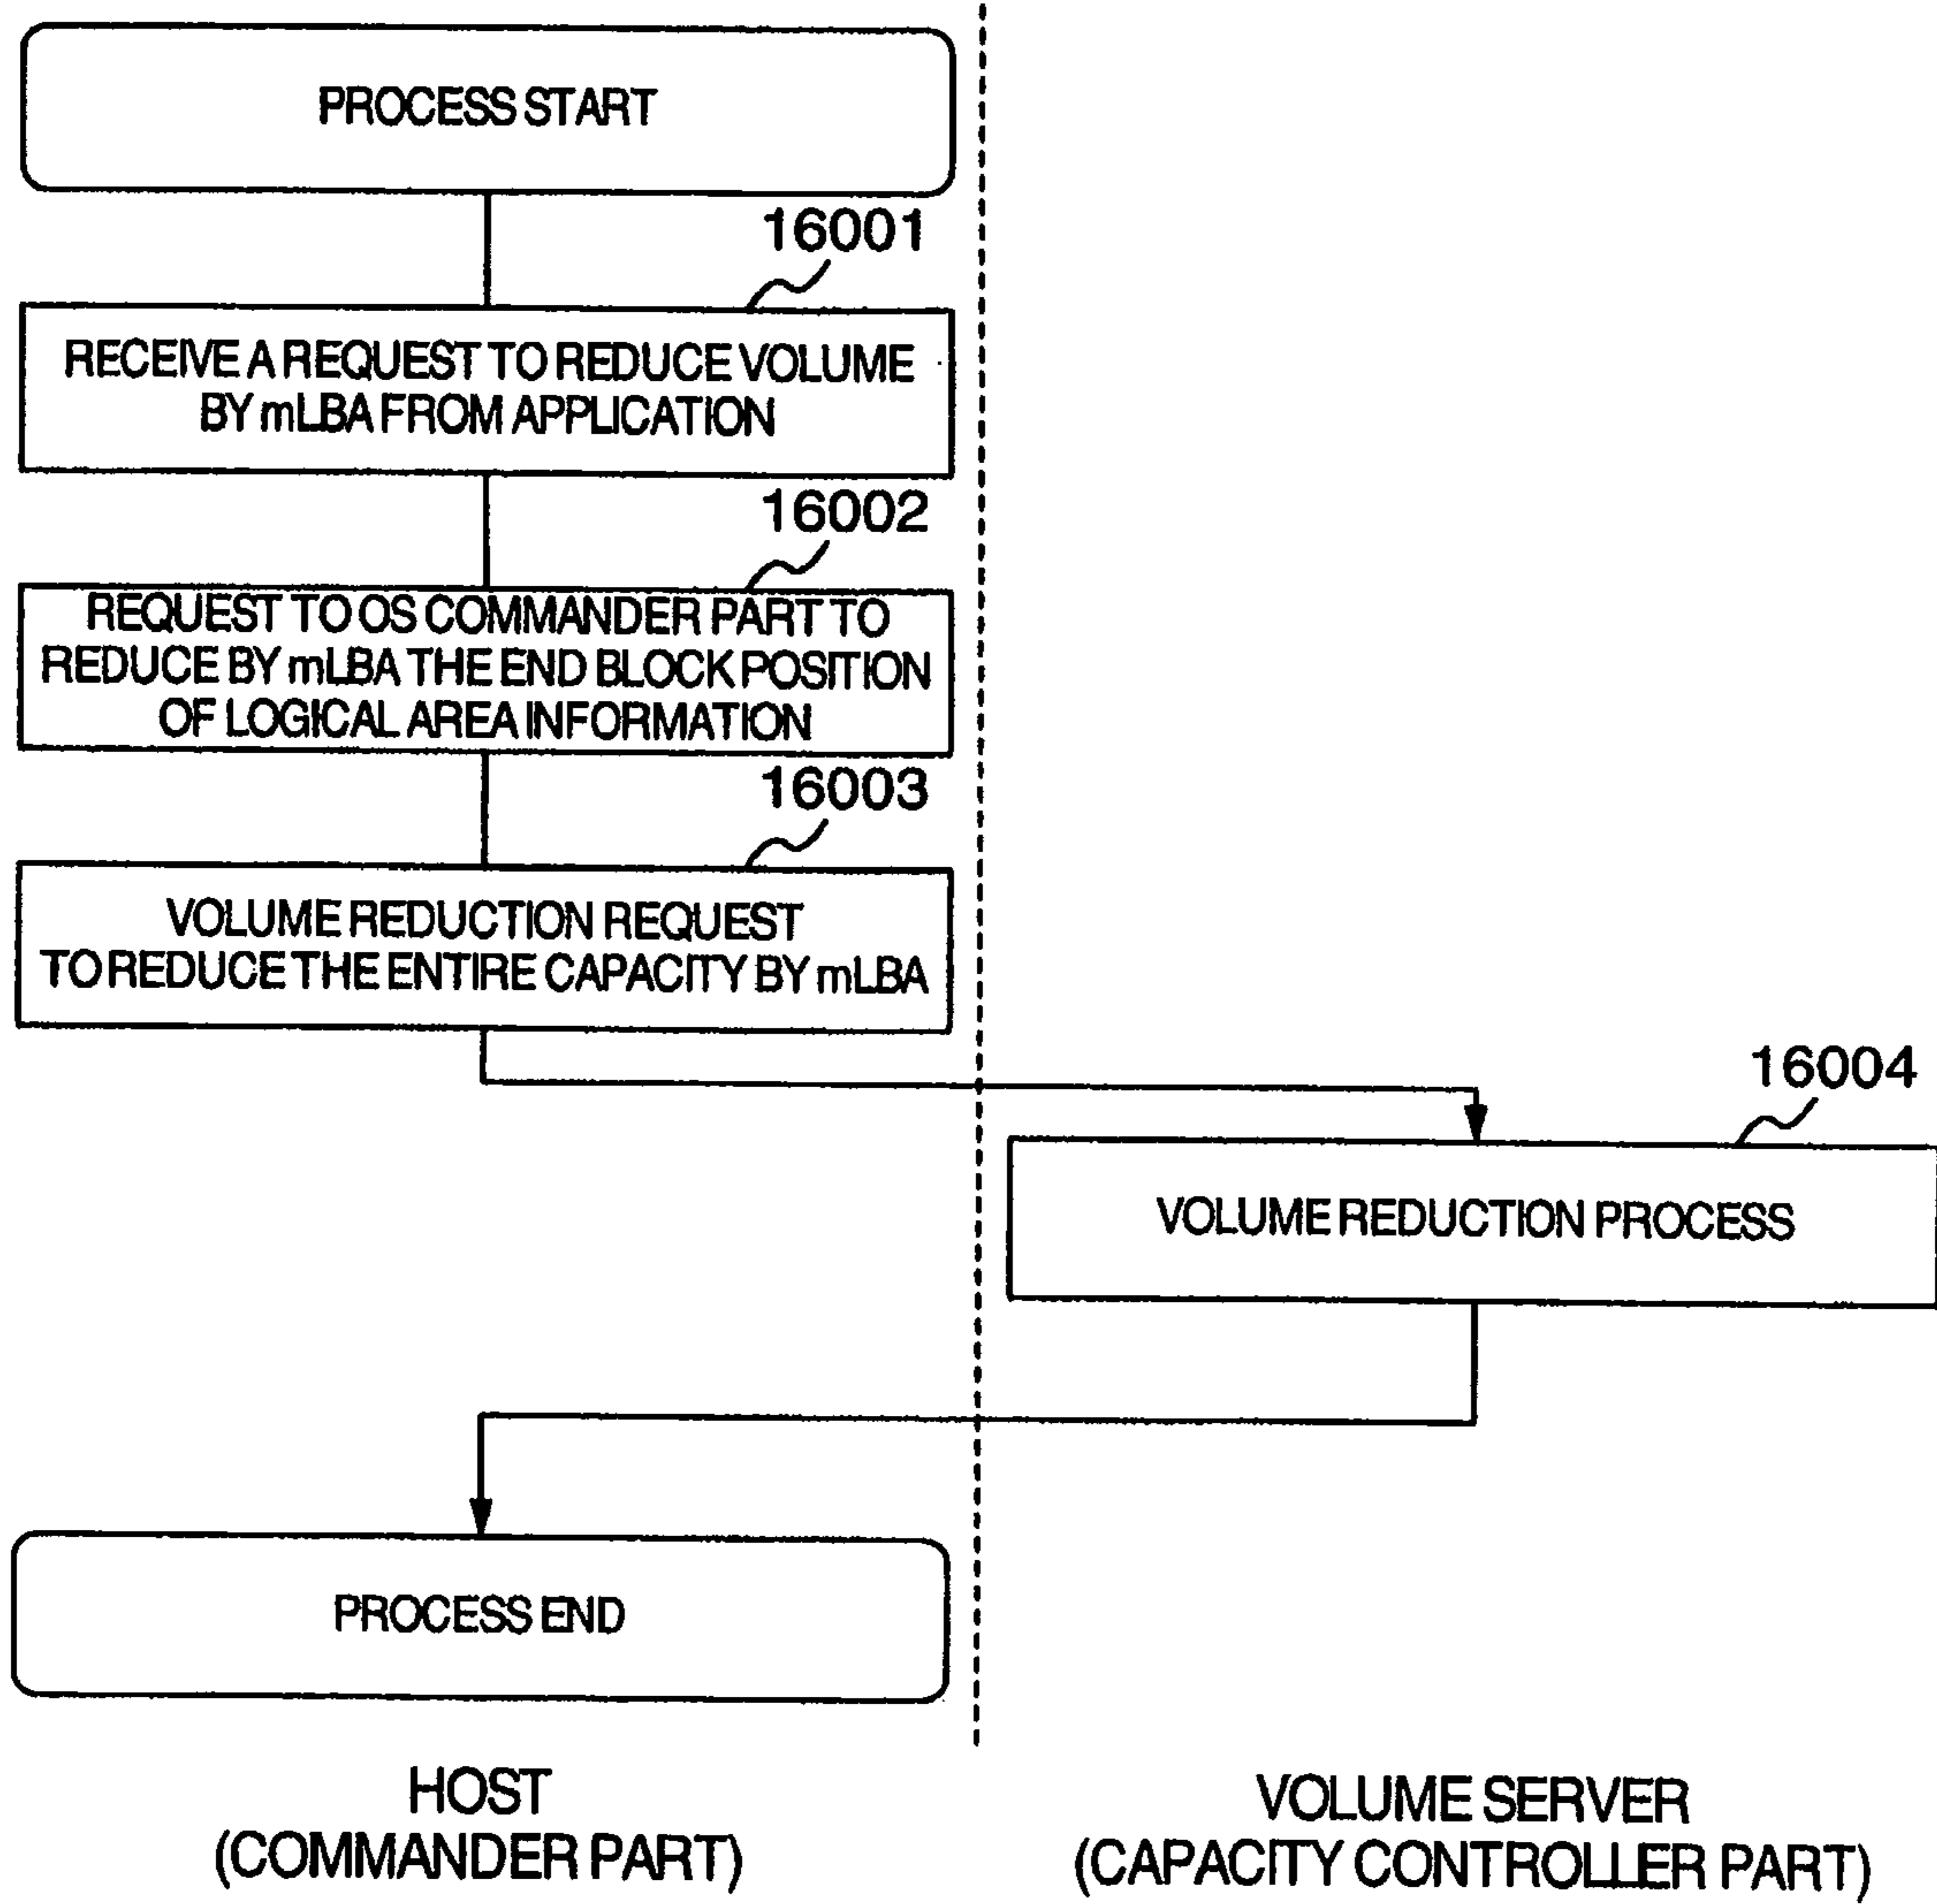 PROCESS START
16001
RECEIVE A REQUEST TO REDUCE VOLUME
BY mLBA FROM APPLICATION
16002
REQUEST TO OS COMMANDER PART TO
REDUCE BY mLBA THE END BLOCK POSITION
OF LOGICAL AREA INFORMATION
16003
VOLUME REDUCTION REQUEST
TO REDUCE THE ENTIRE CAPACITY BY mLBA
16004
VOLUME REDUCTION PROCESS
PROCESS END
HOST
(COMMANDER PART)
VOLUME SERVER
(CAPACITY CONTROLLER PART)